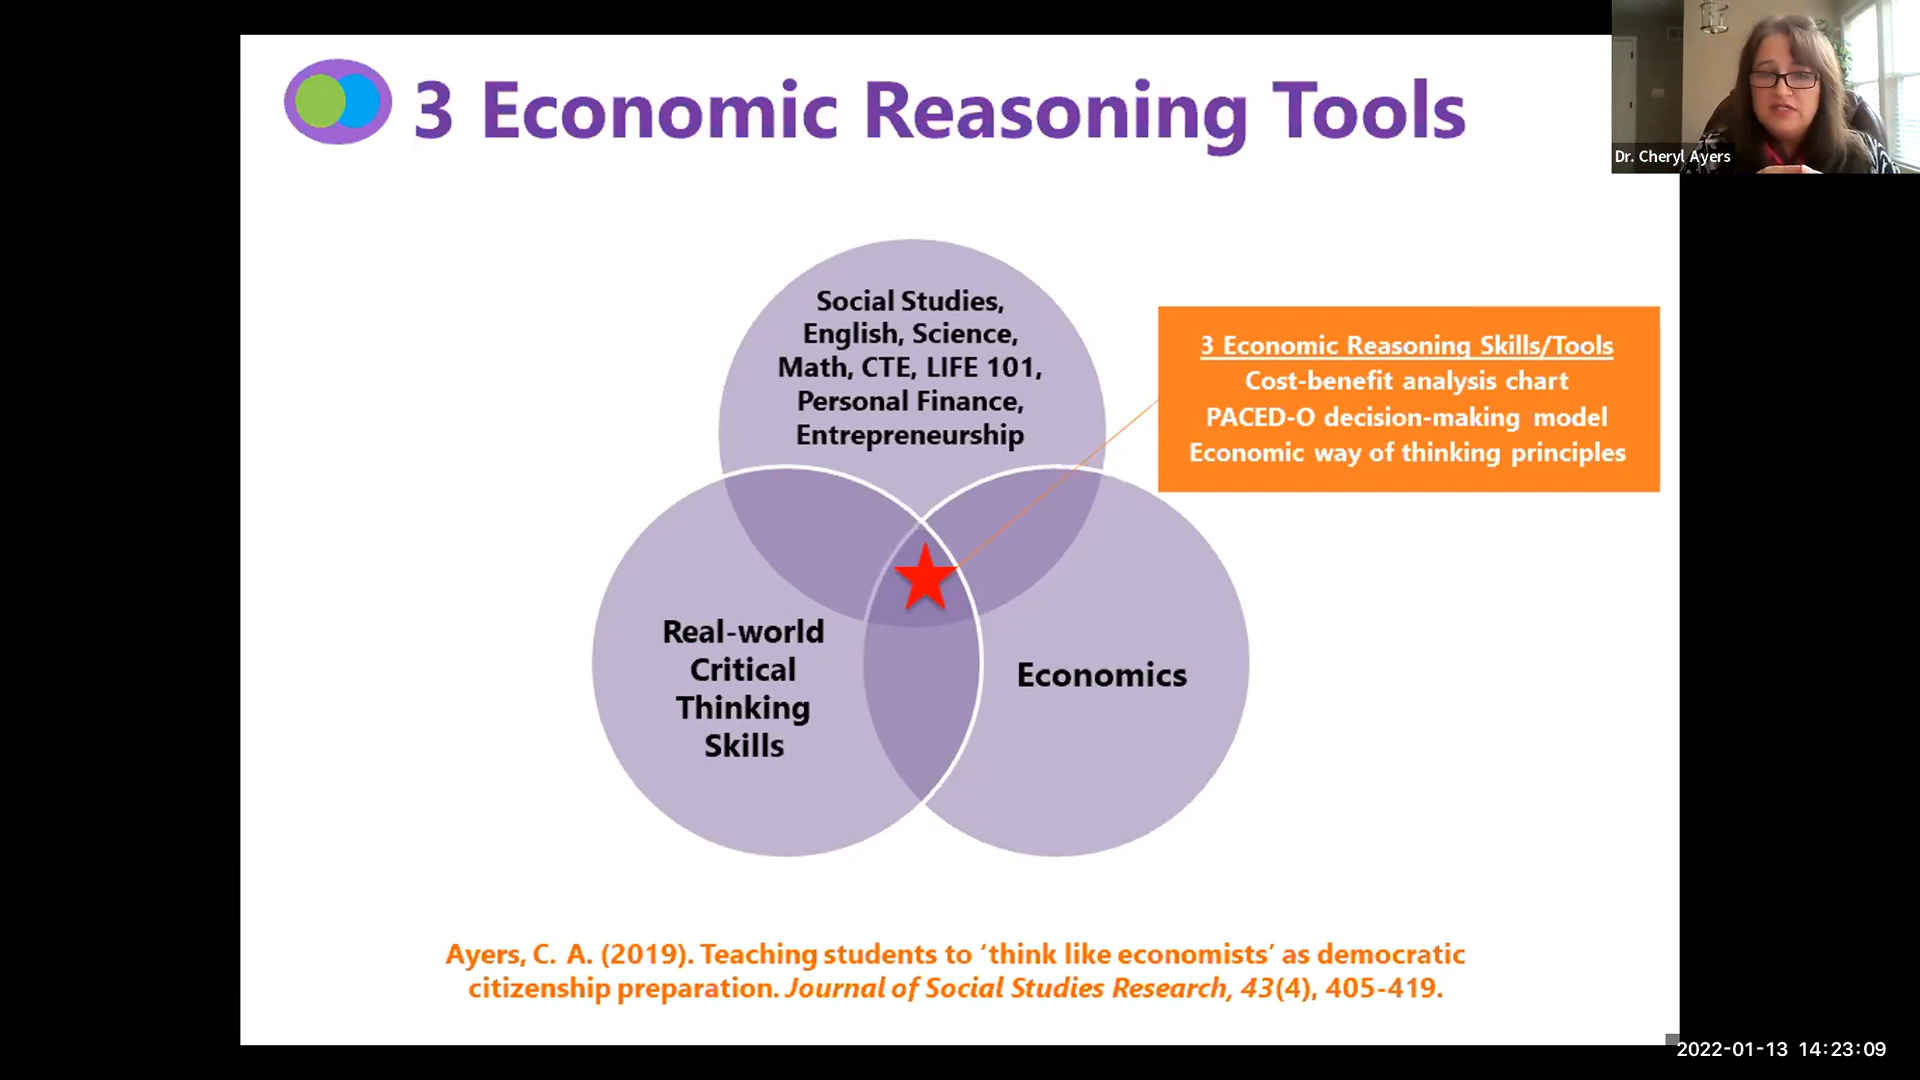 3 Economic Reasoning Tools
Dr. Cheryl Ayers
Social Studies,
English, Science,
Math, CTE, LIFE 101,
Personal Finance,
Entrepreneurship
3 Economic Reasoning Skills/Tools
Cost-benefit analysis chart
PACED-O decision-making model
Economic way of thinking principles
Real-world
Critical
Thinking
Skills
Economics
Ayers, C. A. (2019). Teaching students to ‘think like economists’ as democratic
citizenship preparation. Journal of Social Studies Research, 43(4), 405-419.
2022-01-13 14:23:09